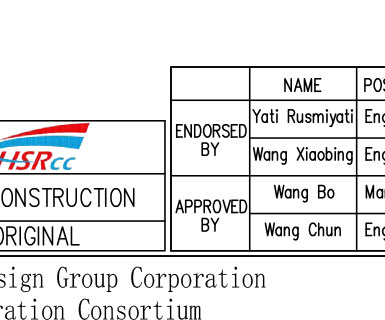 NAME POS
ENDORSED BY
Yati Rusmiyati Eng
Wang Xiaobing Eng
APPROVED BY
Wang Bo Man
Wang Chun Eng
HSRCC
ONSTRUCTION
ORIGINAL
sign Group Corporation
ration Consortium